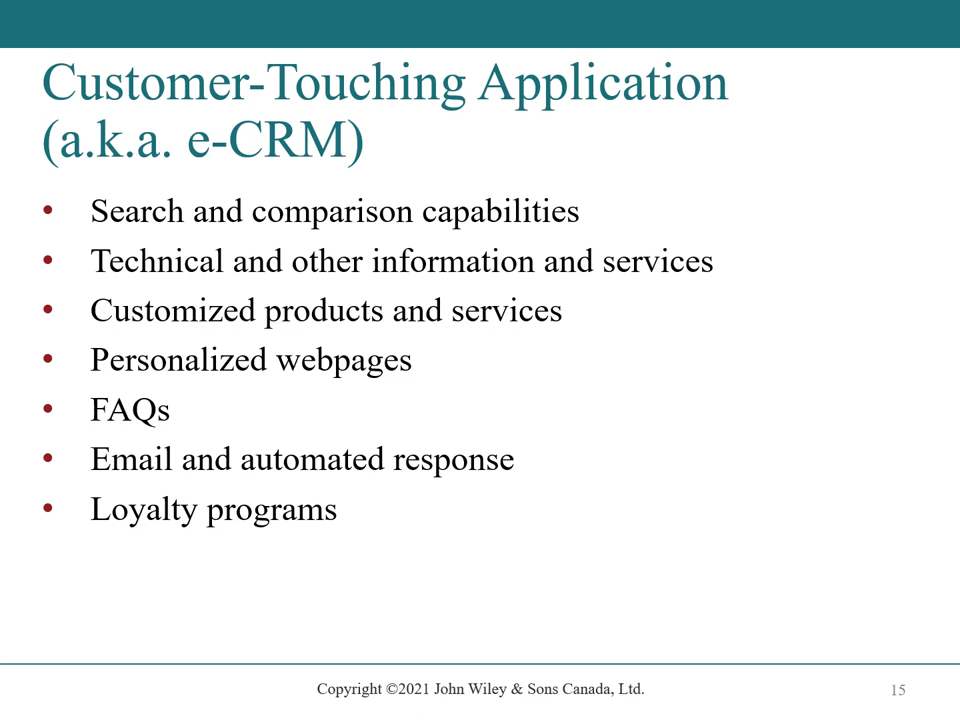 Customer-Touching Application
(a.k.a. e-CRM)
• Search and comparison capabilities
• Technical and other information and services
• Customized products and services
• Personalized webpages
• FAQs
• Email and automated response
• Loyalty programs
Copyright ©2021 John Wiley & Sons Canada, Ltd.
15